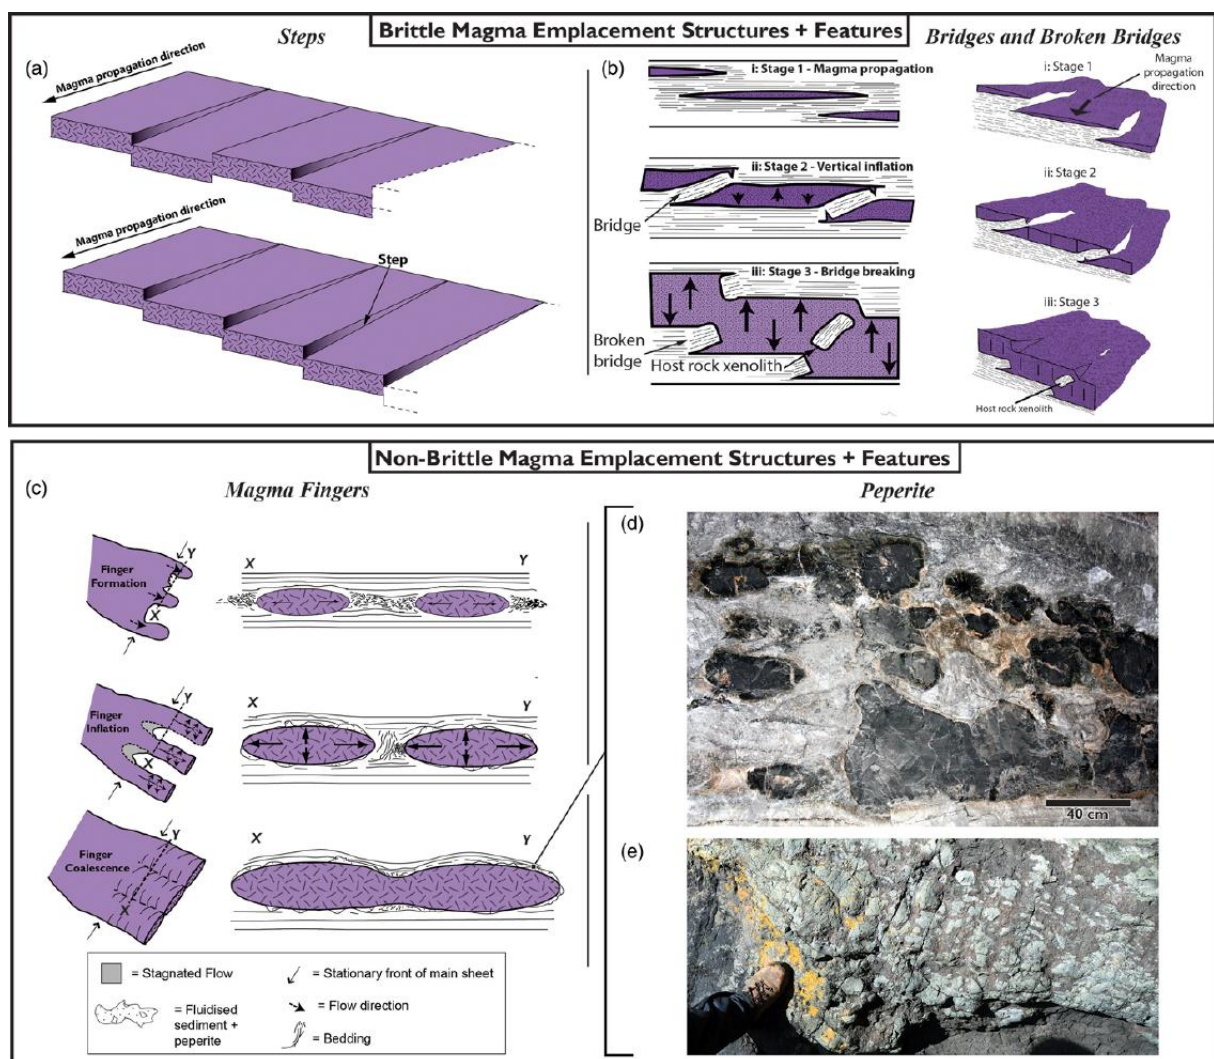 Brittle Magma Emplacement Structures + Features
Steps
Bridges and Broken Bridges
(a)
Magma propagation direction
Magma propagation direction
Step
(b)
i: Stage 1 - Magma propagation
ii: Stage 2 - Vertical inflation
Bridge
iii: Stage 3 - Bridge breaking
Broken
bridge
Host rock xenolith
i: Stage 1
Magma
propagation
direction
ii: Stage 2
iii: Stage 3
Host rock xenolith
Non-Brittle Magma Emplacement Structures + Features
(c)
Magma Fingers
Peperite
Finger
Formation
Y
X
X
Y
Finger
Inflation
Y
X
X
Y
Finger
Coalescence
Y
X
X
Y
= Stagnated Flow
= Fluidised
sediment +
peperite
= Stationary front of main sheet
= Flow direction
= Bedding
(d)
40 cm
(e)